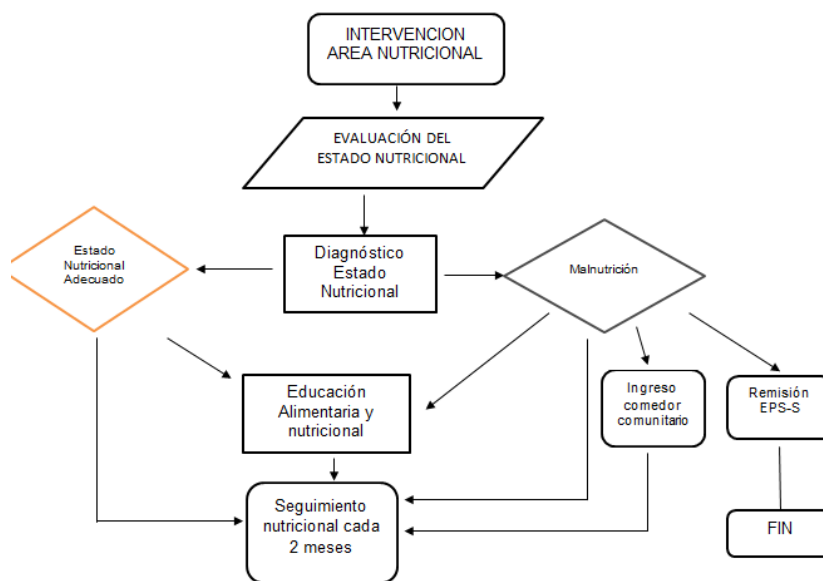 INTERVENCION
AREA NUTRICIONAL
EVALUACIÓN DEL
ESTADO NUTRICIONAL
Estado
Nutricional
Adecuado
Diagnóstico
Estado
Nutricional
Malnutrición
Educación
Alimentaria y
nutricional
Ingreso
comedor
comunitario
Remisión
EPS-S
Seguimiento
nutricional cada
2 meses
FIN